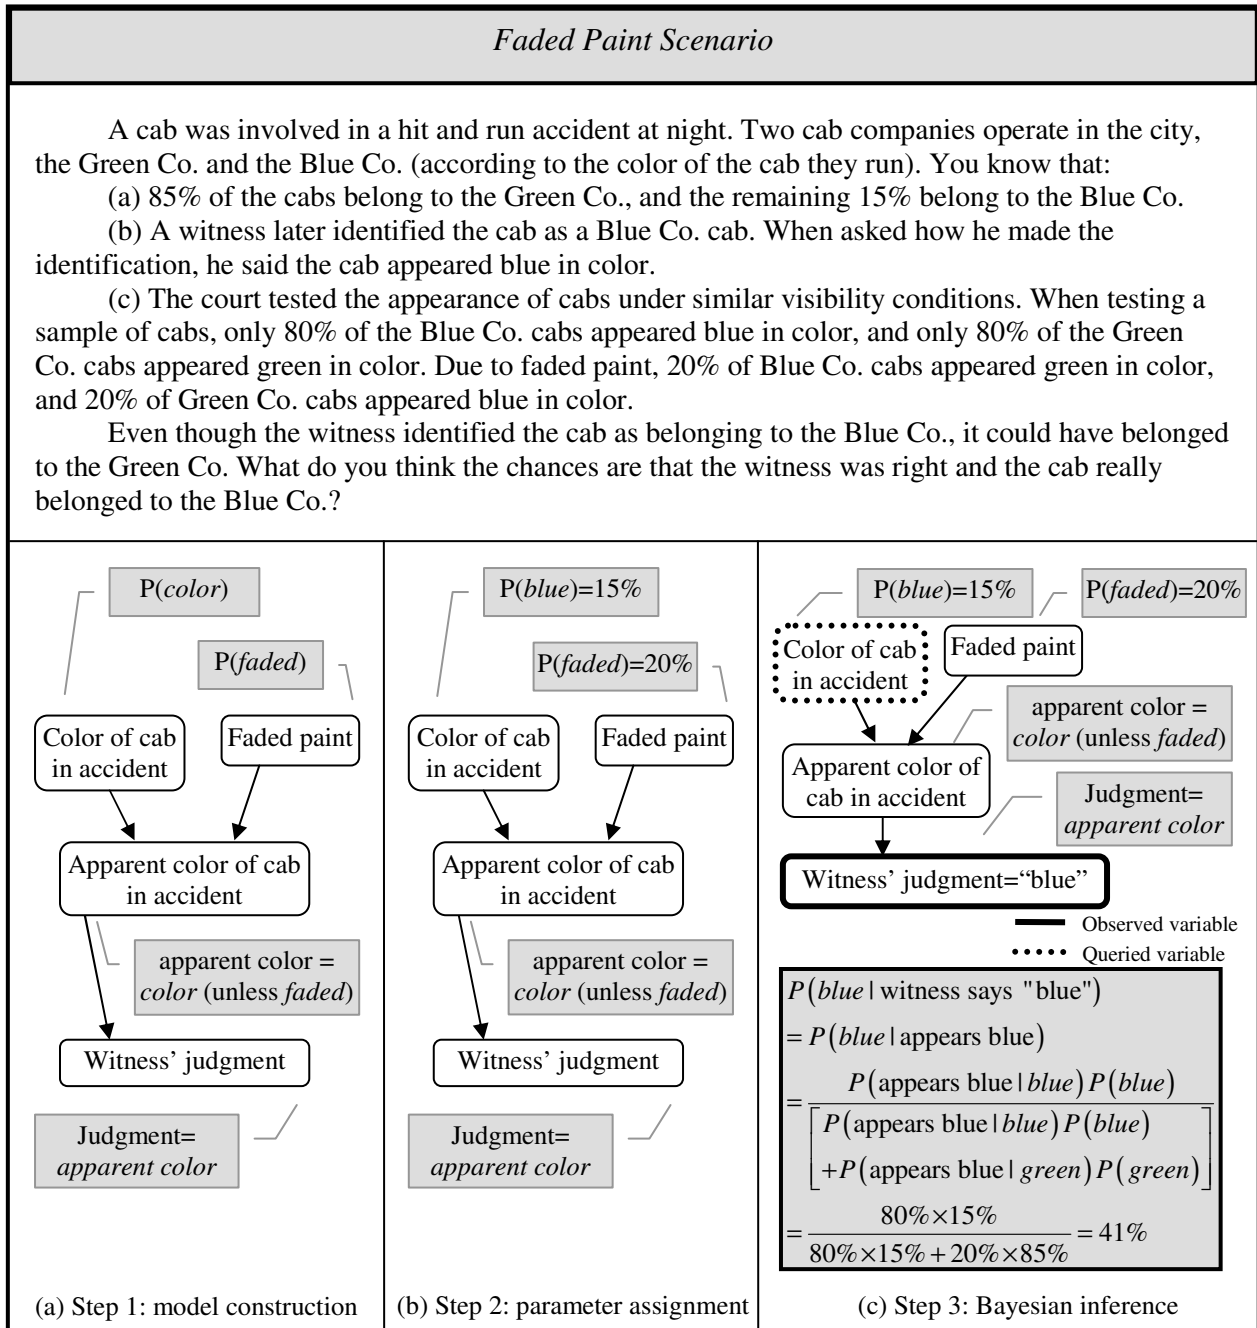 Faded Paint Scenario
A cab was involved in a hit and run accident at night. Two cab companies operate in the city,
the Green Co. and the Blue Co. (according to the color of the cab they run). You know that:
(a) 85% of the cabs belong to the Green Co., and the remaining 15% belong to the Blue Co.
(b) A witness later identified the cab as a Blue Co. cab. When asked how he made the
identification, he said the cab appeared blue in color.
(c) The court tested the appearance of cabs under similar visibility conditions. When testing a
sample of cabs, only 80% of the Blue Co. cabs appeared blue in color, and only 80% of the Green
Co. cabs appeared green in color. Due to faded paint, 20% of Blue Co. cabs appeared green in color,
and 20% of Green Co. cabs appeared blue in color.
Even though the witness identified the cab as belonging to the Blue Co., it could have belonged
to the Green Co. What do you think the chances are that the witness was right and the cab really
belonged to the Blue Co.?
P(color)
P(faded)
Color of cab
in accident
Faded paint
Apparent color of cab
in accident
apparent color =
color (unless faded)
Witness’ judgment
Judgment=
apparent color
(a) Step 1: model construction
P(blue)=15%
P(faded)=20%
Color of cab
in accident
Faded paint
Apparent color of cab
in accident
apparent color =
color (unless faded)
Witness’ judgment
Judgment=
apparent color
(b) Step 2: parameter assignment
P(blue)=15%
P(faded)=20%
Color of cab
in accident
Faded paint
apparent color =
color (unless faded)
Apparent color of
cab in accident
Judgment=
apparent color
Witness’ judgment=“blue”
Observed variable
Queried variable
P(blue | witness says "blue")
= P(blue | appears blue)
P(appears blue | blue) P(blue)
=
[P(appears blue | blue) P(blue)
+P(appears blue | green) P(green)]
80%×15%
= = 41%
80%×15% + 20%×85%
(c) Step 3: Bayesian inference